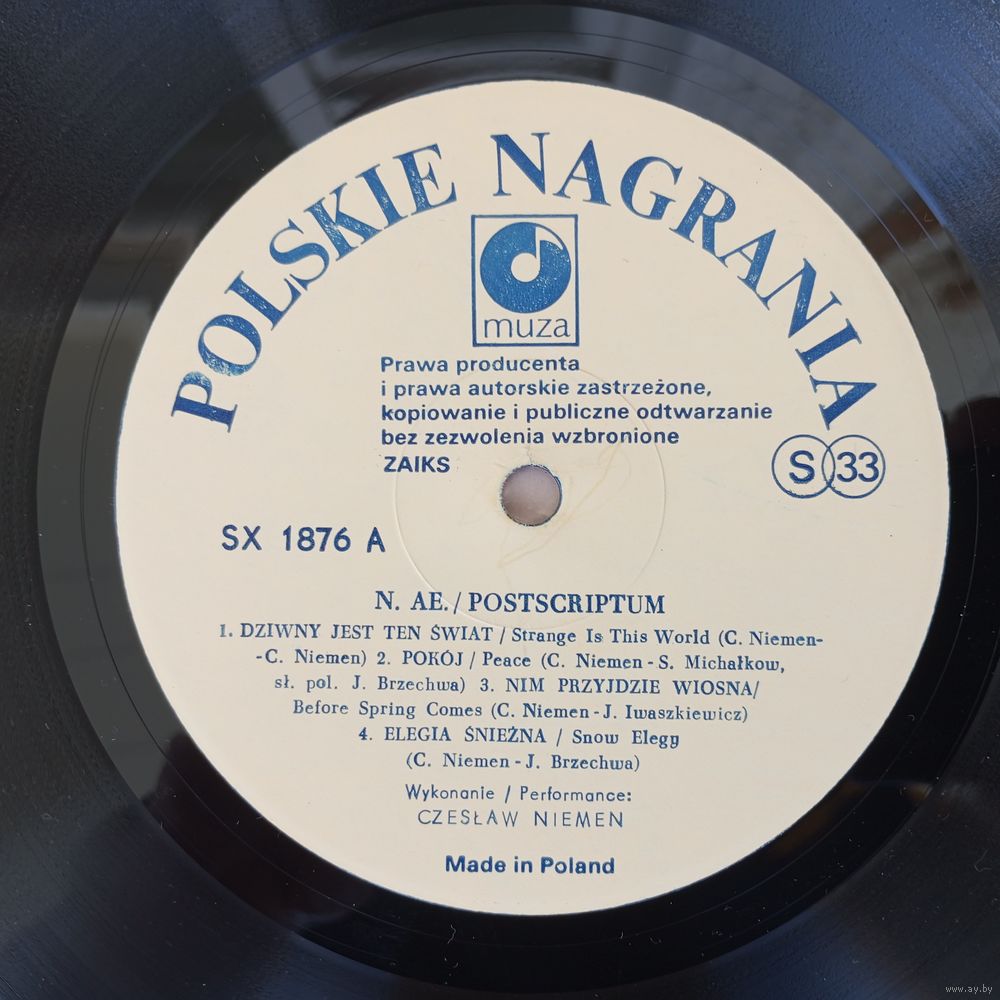 POLSKIE NAGRANIA
muza
Prawa producenta
i prawa autorskie zastrzeżone,
kopiowanie i publiczne odtwarzanie
bez zezwolenia wzbronione
ZAIKS
S 33
SX 1876 A
N. AE. / POSTSCRIPTUM
1. DZIWNY JEST TEN ŚWIAT / Strange Is This World (C. Niemen-
-C. Niemen) 2. POKÓJ / Peace (C. Niemen - S. Michałkow,
sł. pol. J. Brzechwa) 3. NIM PRZYJDZIE WIOSNA/
Before Spring Comes (C. Niemen - J. Iwaszkiewicz)
4. ELEGIA ŚNIEŻNA / Snow Elegy
(C. Niemen - J. Brzechwa)
Wykonanie / Performance:
CZESŁAW NIEMEN
Made in Poland
www.ay.by